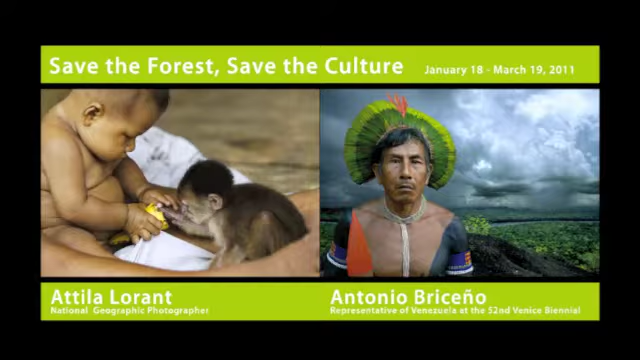 Save the Forest, Save the Culture January 18 - March 19, 2011
Attila Lorant
National Geographic Photographer
Antonio Briceño
Representative of Venezuela at the 52nd Venice Biennial